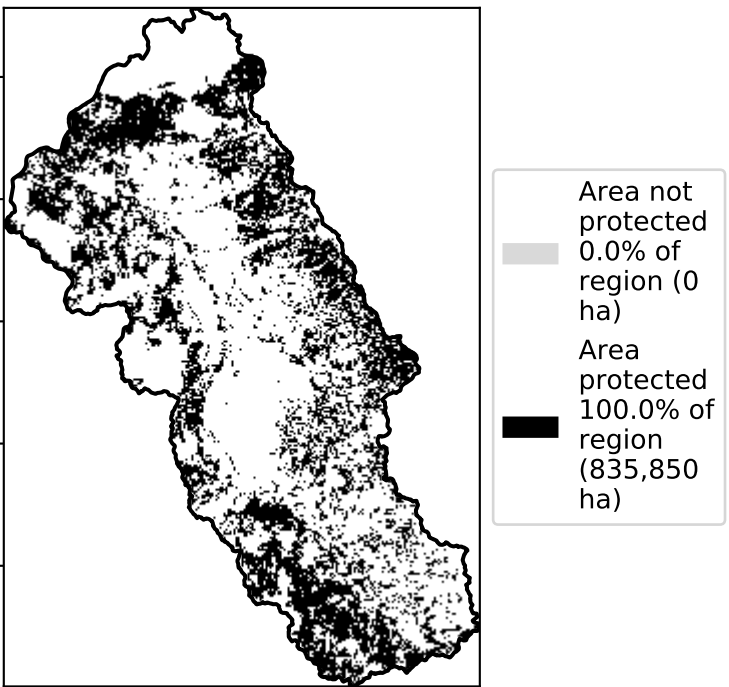 Area not
protected
0.0% of
region (0
ha)
Area
protected
100.0% of
region
(835,850
ha)